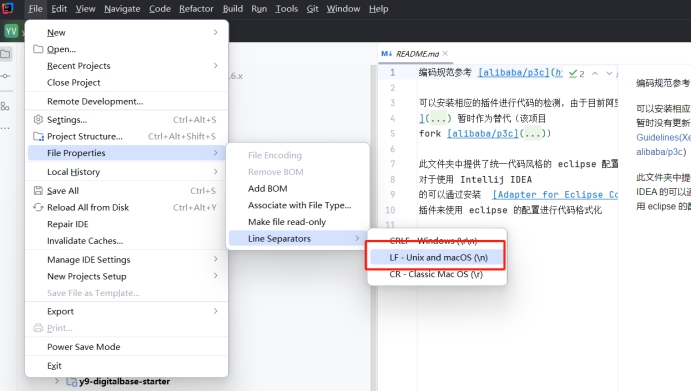 File Edit View Navigate Code Refactor Build Run Tools Git Window Help
YV
New
Open...
Recent Projects
Close Project
Remote Development...
Settings... Ctrl+Alt+S
Project Structure... Ctrl+Alt+Shift+S
File Properties
Local History
Save All Ctrl+S
Reload All from Disk Ctrl+Alt+Y
Repair IDE
Invalidate Caches...
Manage IDE Settings
New Projects Setup
Save File as Template...
Export
Print...
Power Save Mode
Exit
y9-digitalbase-starter
.6.x
File Encoding
Remove BOM
Add BOM
Associate with File Type...
Make file read-only
Line Separators
CRLF - Windows (\r\n)
LF - Unix and macOS (\n)
CR - Classic Mac OS (\r)
M↓ README.md
1 编码规范参考 [alibaba/p3c](h
2
2
3 可以安装相应的插件进行代码的检测，由于目前阿里
4 ](...) 暂时作为替代（该项目
5 fork [alibaba/p3c](...))
6
7 此文件夹中提供了统一代码风格的 eclipse 配置
8 对于使用 Intellij IDEA
9 的可以通过安装 [Adapter for Eclipse Co
10 插件来使用 eclipse 的配置进行代码格式化
11
编码规范参考
可以安装相应
暂时没有更新
Guidelines(Xe
alibaba/p3c)
此文件夹中提
IDEA 的可以通
用 eclipse 的配